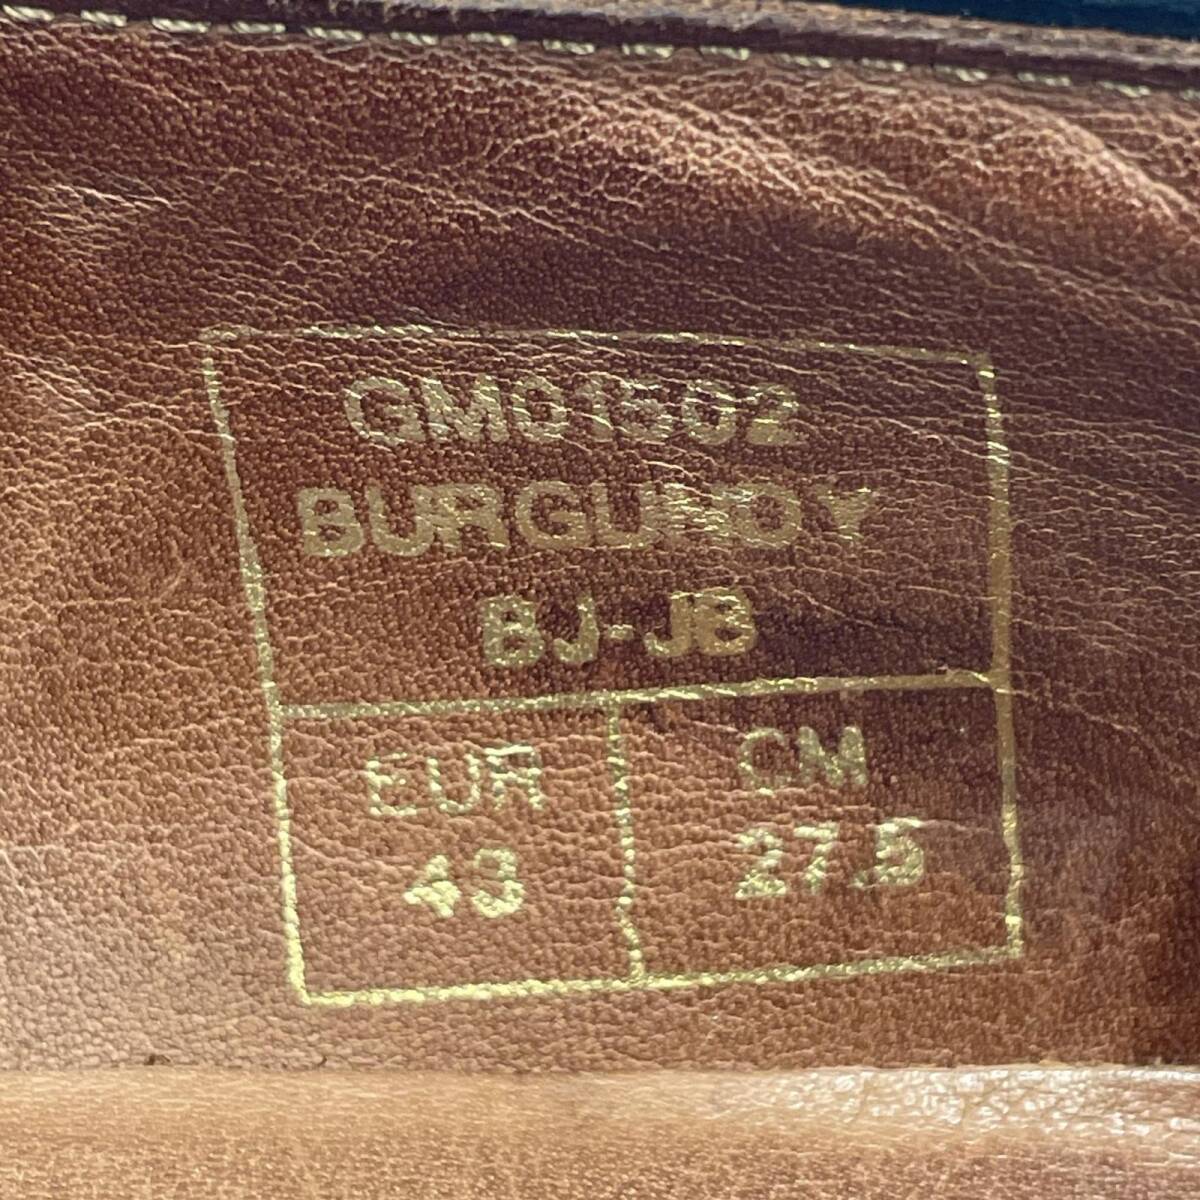 GM01502
BURGUNDY
BJ-JB
EUR
43
CM
27.5